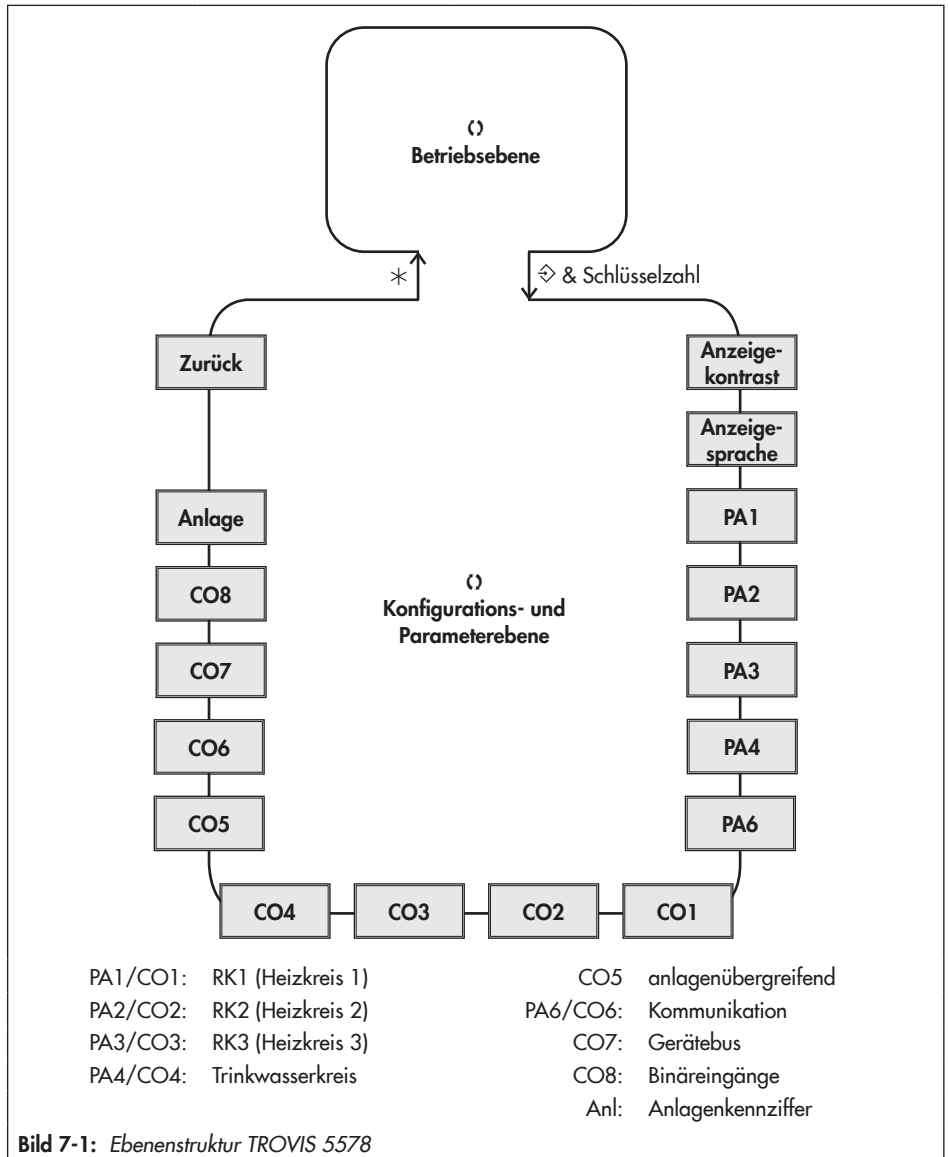 Betriebsebene
* & Schlüsselzahl
Zurück
Anzeige-
kontrast
Anzeige-
sprache
Anlage
PA1
CO8
PA2
Konfigurations- und
Parameterebene
CO7
PA3
CO6
PA4
CO5
PA6
CO4 CO3 CO2 CO1
PA1/CO1: RK1 (Heizkreis 1)
PA2/CO2: RK2 (Heizkreis 2)
PA3/CO3: RK3 (Heizkreis 3)
PA4/CO4: Trinkwasserkreis
CO5 anlagenübergreifend
PA6/CO6: Kommunikation
CO7: Gerätebus
CO8: Binäreingänge
Anl: Anlagenkennziffer
Bild 7-1: Ebenenstruktur TROVIS 5578